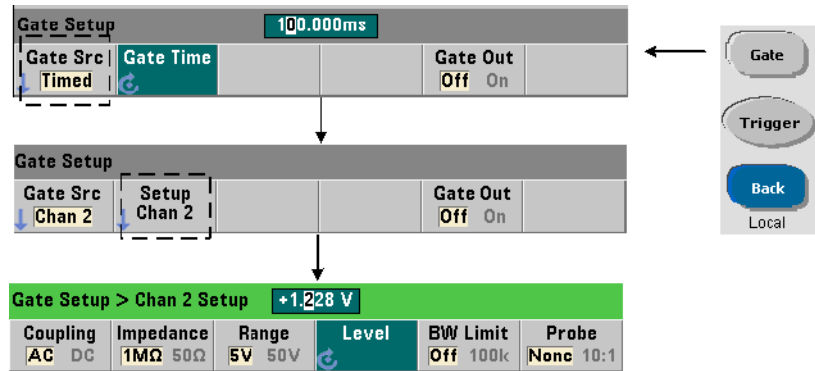 Gate Setup 100.000ms
Gate Src Gate Time Gate Out
Timed Off On
Gate
Trigger
Back
Local
Gate Setup
Gate Src Setup Gate Out
Chan 2 Chan 2 Off On
Gate Setup > Chan 2 Setup +1.228 V
Coupling Impedance Range Level BW Limit Probe
AC DC 1MΩ 50Ω 5V 50V Off 100k None 10:1